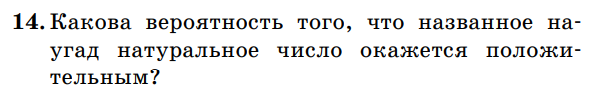 14. Какова вероятность того, что названное на-
угад натуральное число окажется положи-
тельным?